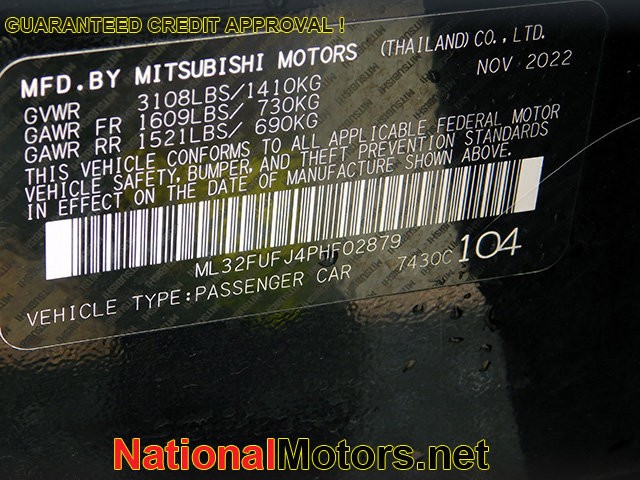 GUARANTEED CREDIT APPROVAL !
MFD.BY MITSUBISHI MOTORS (THAILAND) CO.,LTD.
NOV 2022
GVWR 3108LBS/1410KG
GAWR FR 1609LBS/ 730KG
GAWR RR 1521LBS/ 690KG
THIS VEHICLE CONFORMS TO ALL APPLICABLE FEDERAL MOTOR
VEHICLE SAFETY, BUMPER, AND THEFT PREVENTION STANDARDS
IN EFFECT ON THE DATE OF MANUFACTURE SHOWN ABOVE.
ML32FUFJ4PHF02879
7430C 104
VEHICLE TYPE:PASSENGER CAR
NationalMotors.net